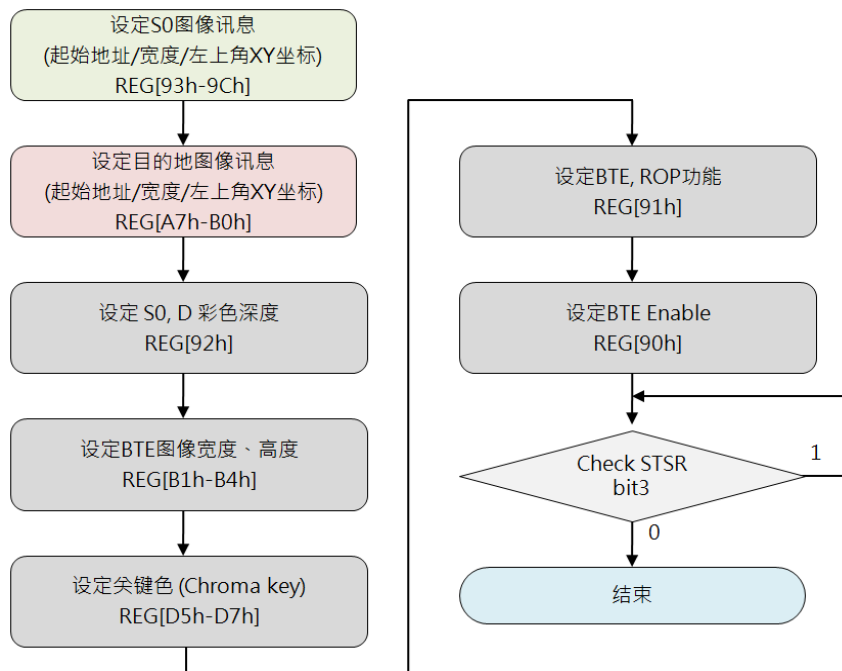 设定S0图像讯息
(起始地址/宽度/左上角XY坐标)
REG[93h-9Ch]
设定目的地图像讯息
(起始地址/宽度/左上角XY坐标)
REG[A7h-B0h]
设定 S0, D 彩色深度
REG[92h]
设定BTE图像宽度、高度
REG[B1h-B4h]
设定尖键色 (Chroma key)
REG[D5h-D7h]
设定BTE, ROP功能
REG[91h]
设定BTE Enable
REG[90h]
Check STSR
bit3
1
0
结束